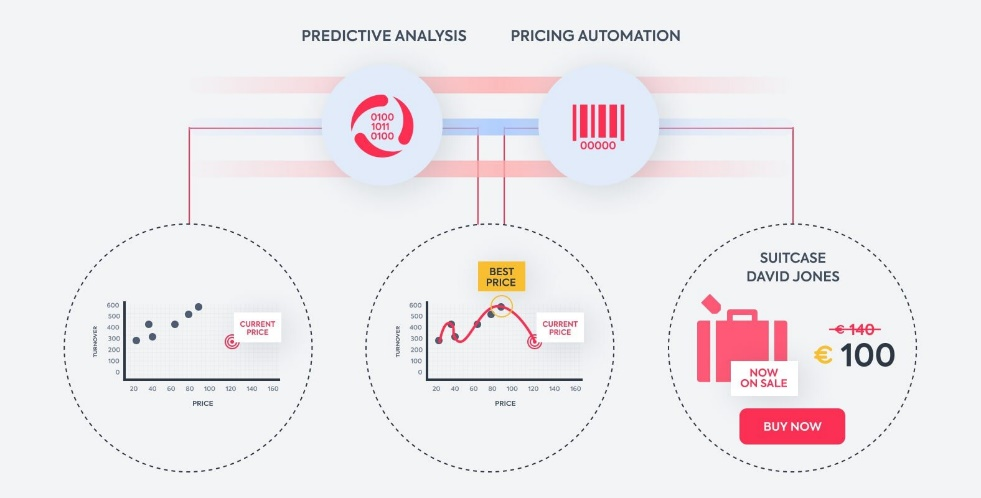 PREDICTIVE ANALYSIS
PRICING AUTOMATION
0100
1011
0100
00000
600
500
400
300
200
100
0
TURNOVER
CURRENT
PRICE
20 40 60 80 100 120 140 160
PRICE
BEST
PRICE
600
500
400
300
200
100
0
TURNOVER
CURRENT
PRICE
20 40 60 80 100 120 140 160
PRICE
SUITCASE
DAVID JONES
€ 140
€ 100
NOW
ON SALE
BUY NOW